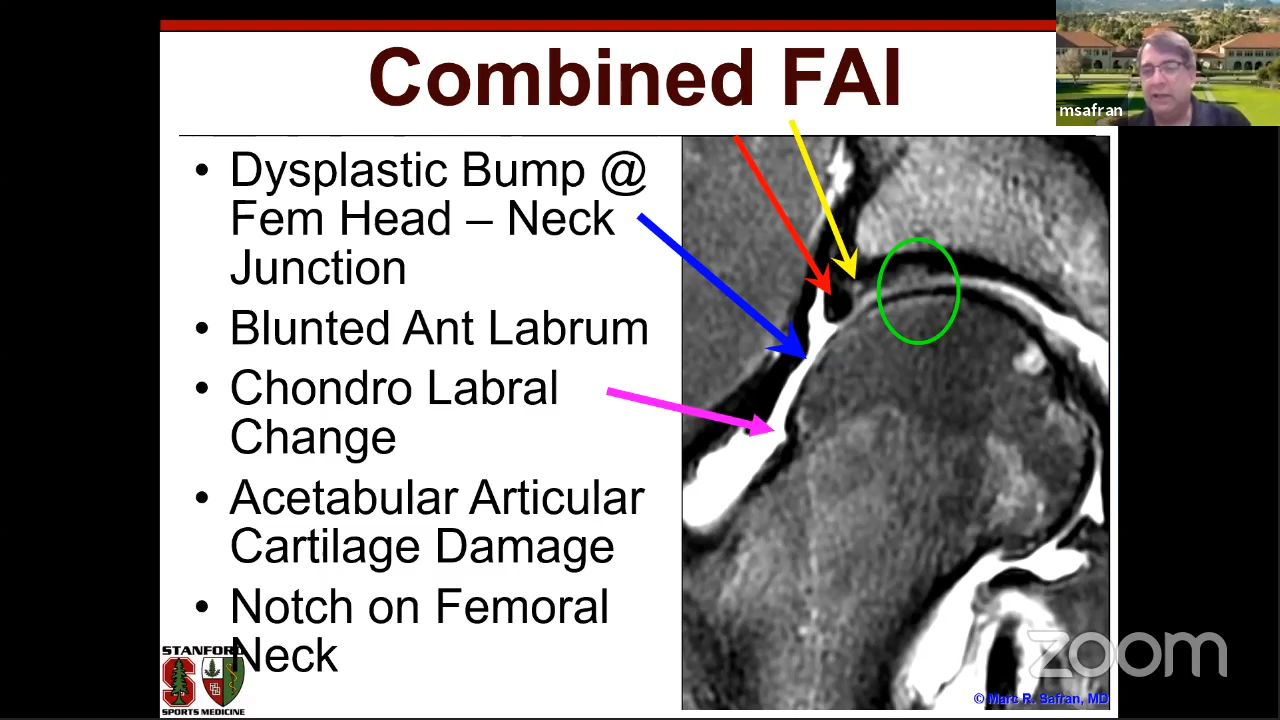 Combined FAI
msafran
• Dysplastic Bump @
Fem Head – Neck
Junction
• Blunted Ant Labrum
• Chondro Labral
Change
• Acetabular Articular
Cartilage Damage
• Notch on Femoral
Neck
STANFORD
S
SPORTS MEDICINE
zoom
© Marc R. Safran, MD